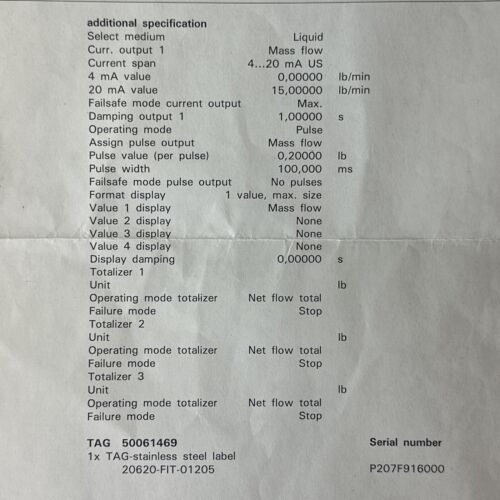 additional specification
Select medium Liquid
Curr. output 1 Mass flow
Current span 4...20 mA US
4 mA value 0,00000 lb/min
20 mA value 15,00000 lb/min
Failsafe mode current output Max.
Damping output 1 1,00000 s
Operating mode Pulse
Assign pulse output Mass flow
Pulse value (per pulse) 0,20000 lb
Pulse width 100,000 ms
Failsafe mode pulse output No pulses
Format display 1 value, max. size
Value 1 display Mass flow
Value 2 display None
Value 3 display None
Value 4 display None
Display damping 0,00000 s
Totalizer 1
Unit lb
Operating mode totalizer Net flow total
Failure mode Stop
Totalizer 2
Unit lb
Operating mode totalizer Net flow total
Failure mode Stop
Totalizer 3
Unit lb
Operating mode totalizer Net flow total
Failure mode Stop
TAG 50061469 Serial number
1x TAG-stainless steel label
20620-FIT-01205 P207F916000